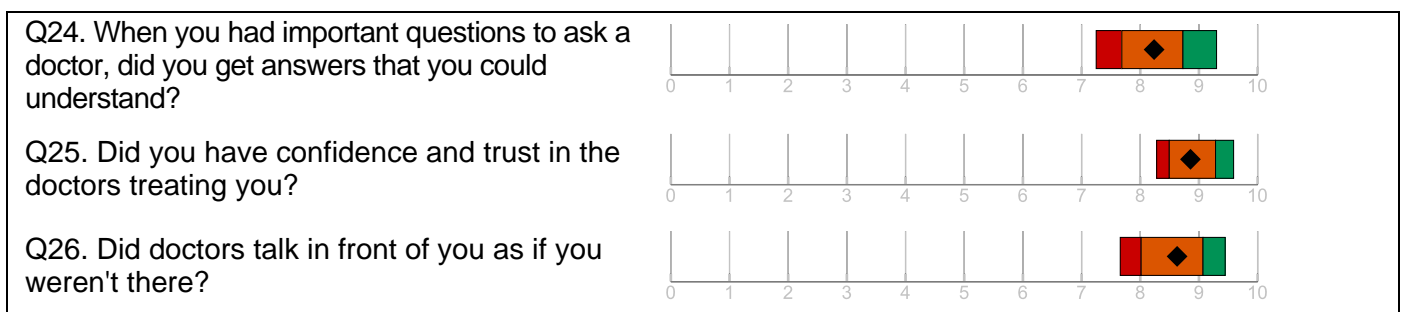 Q24. When you had important questions to ask a
doctor, did you get answers that you could
understand?
0 1 2 3 4 5 6 7 8 9 10
Q25. Did you have confidence and trust in the
doctors treating you?
0 1 2 3 4 5 6 7 8 9 10
Q26. Did doctors talk in front of you as if you
weren't there?
0 1 2 3 4 5 6 7 8 9 10